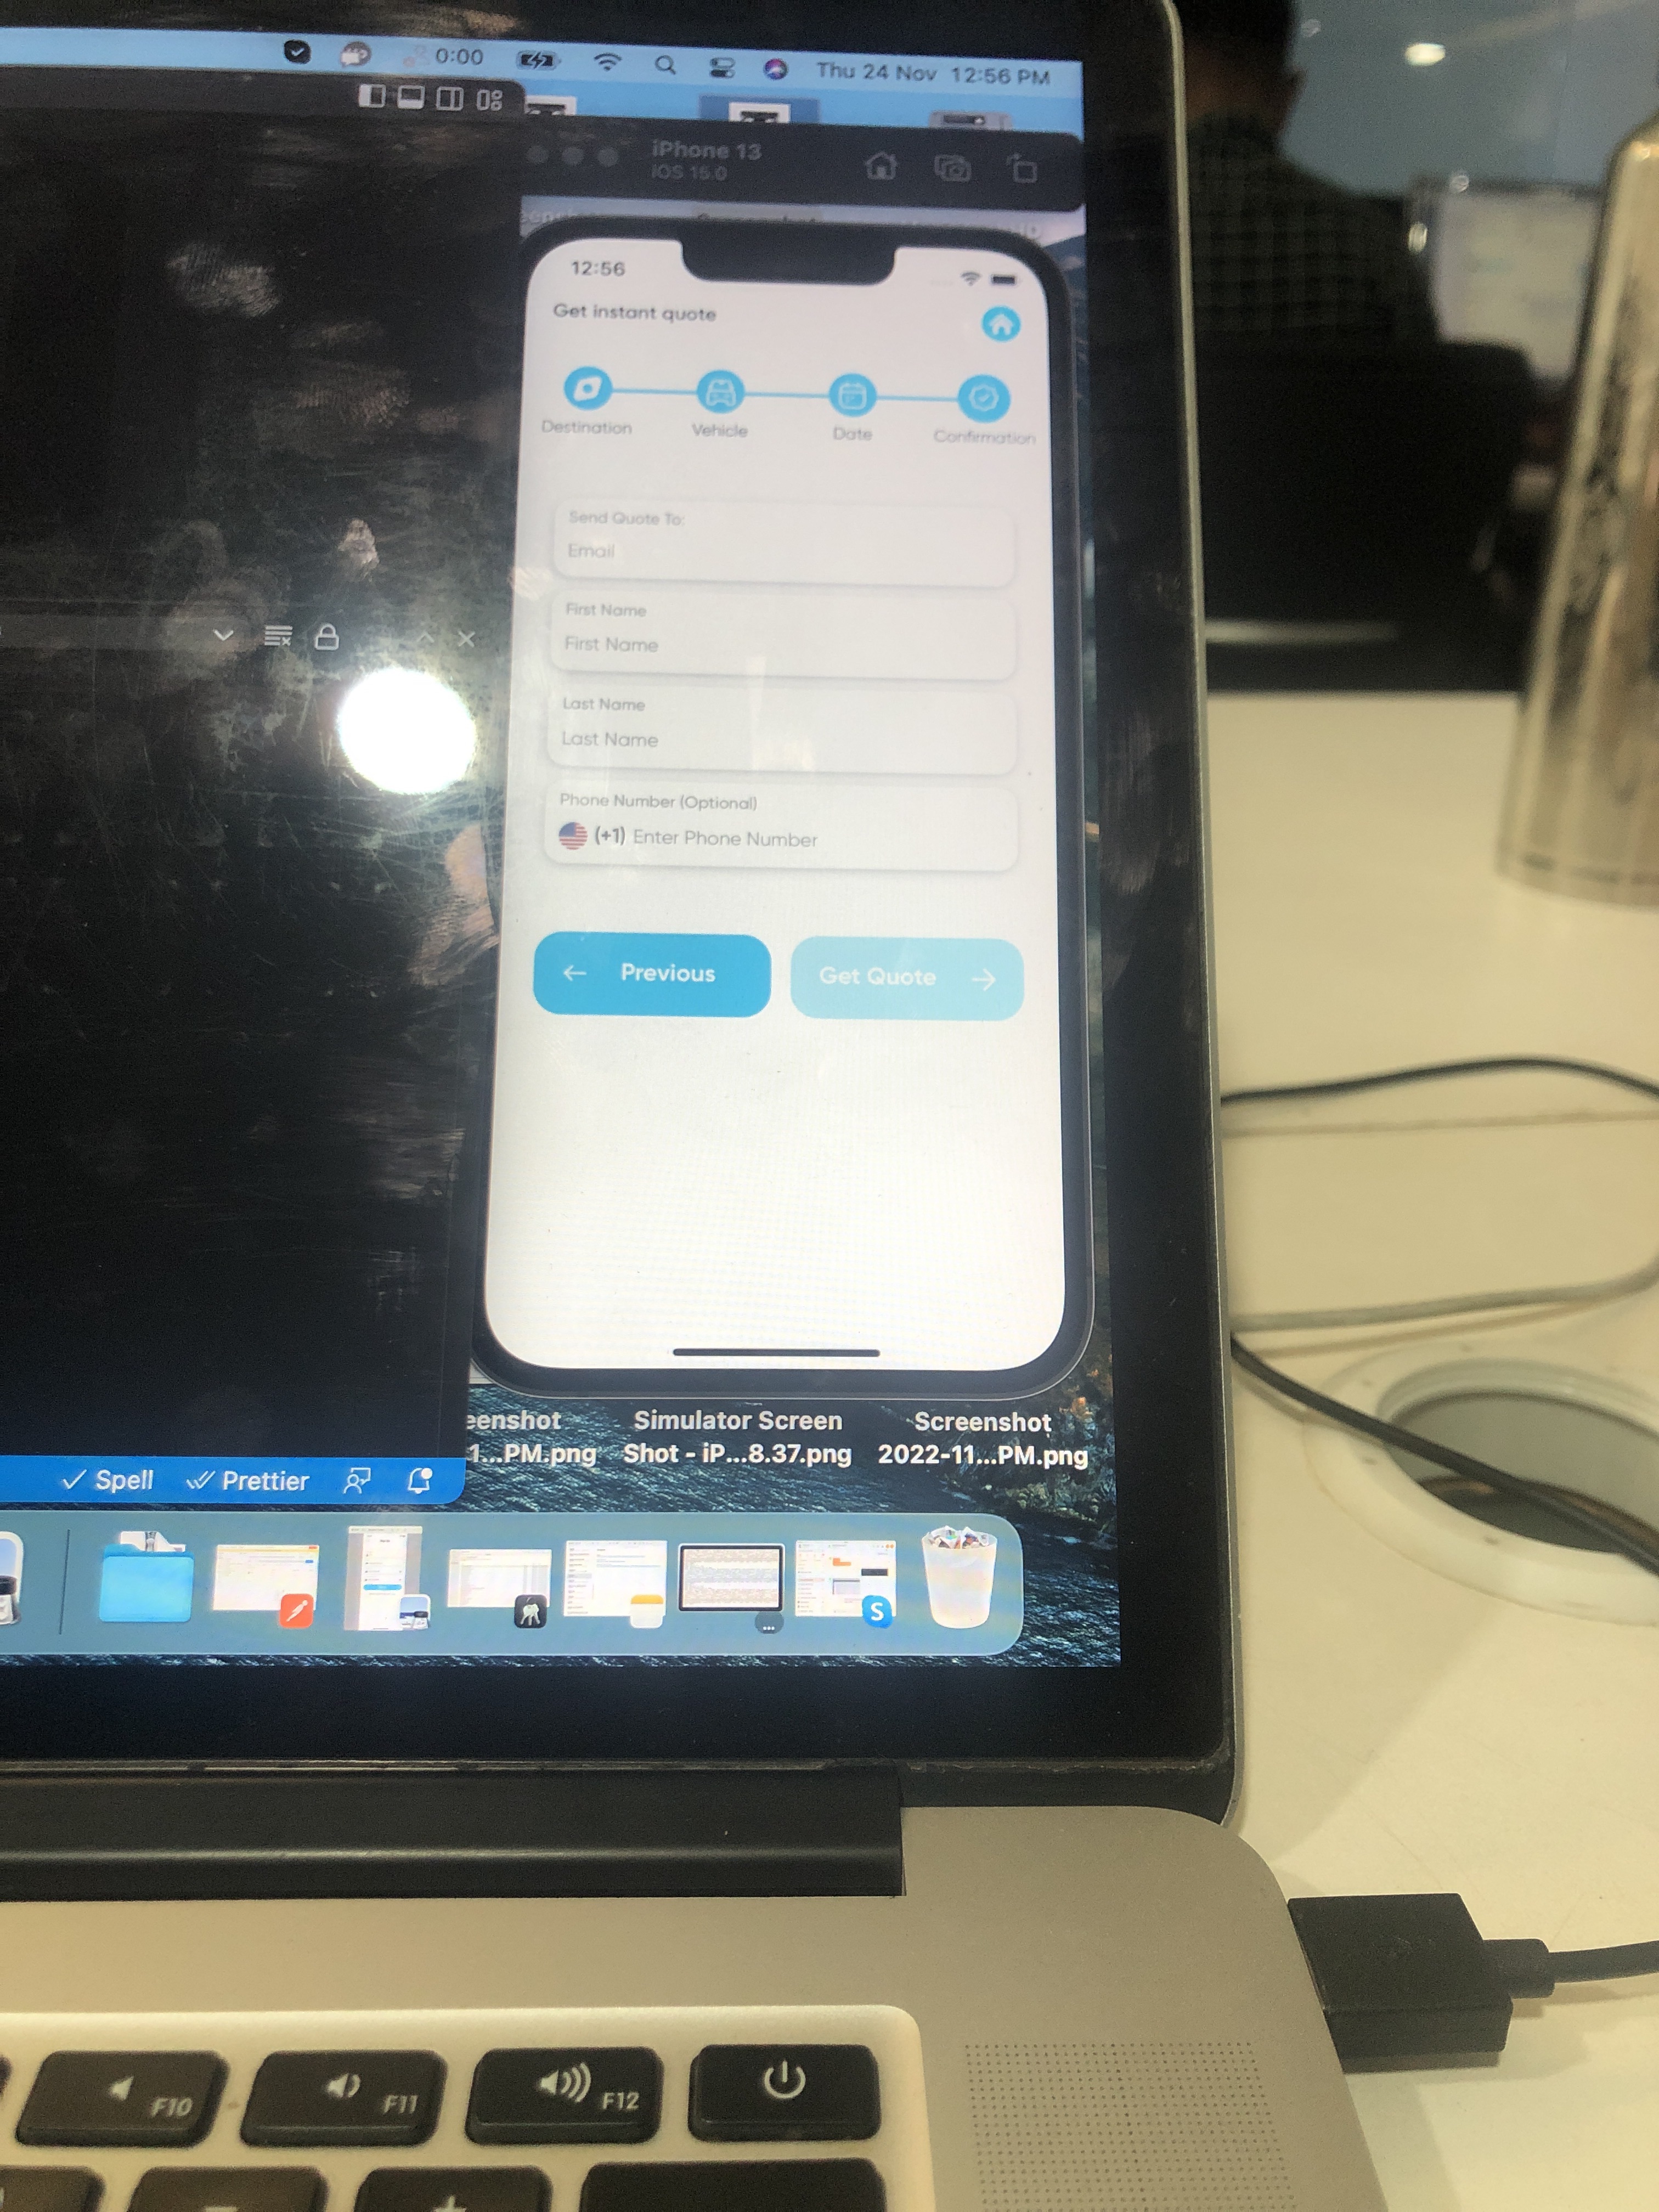 0:00
Thu 24 Nov 12:56 PM
iPhone 13
iOS 15.0
12:56
Get instant quote
Destination
Vehicle
Date
Confirmation
Send Quote To:
Email
First Name
First Name
Last Name
Last Name
Phone Number (Optional)
(+1) Enter Phone Number
Previous
Get Quote
eenshot
1...PM.png
Simulator Screen
Shot - iP...8.37.png
Screenshot
2022-11...PM.png
Spell
Prettier
S
F10
F11
F12